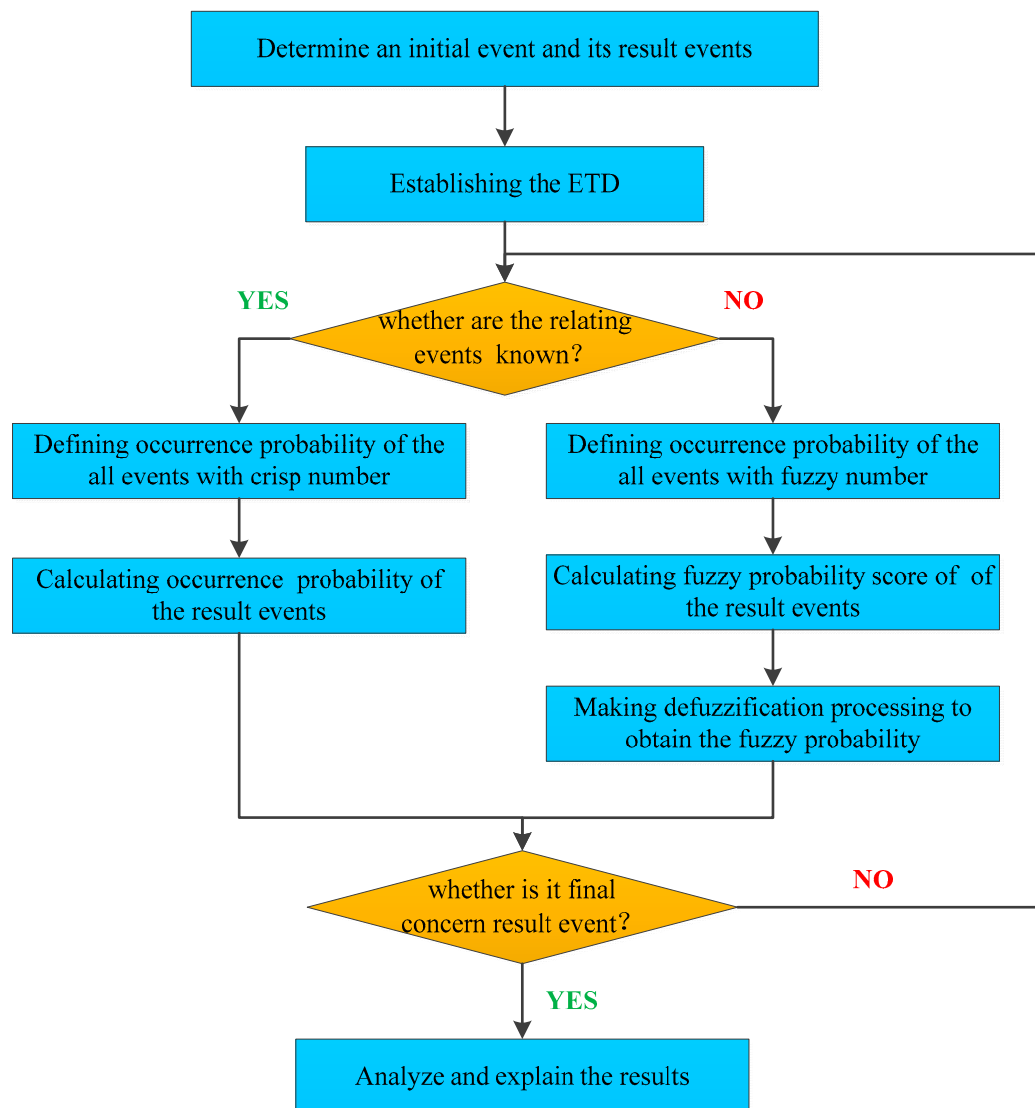 Determine an initial event and its result events
Establishing the ETD
YES
NO
whether are the relating
events known?
Defining occurrence probability of the
all events with crisp number
Defining occurrence probability of the
all events with fuzzy number
Calculating occurrence probability of
the result events
Calculating fuzzy probability score of of
the result events
Making defuzzification processing to
obtain the fuzzy probability
whether is it final
concern result event?
NO
YES
Analyze and explain the results